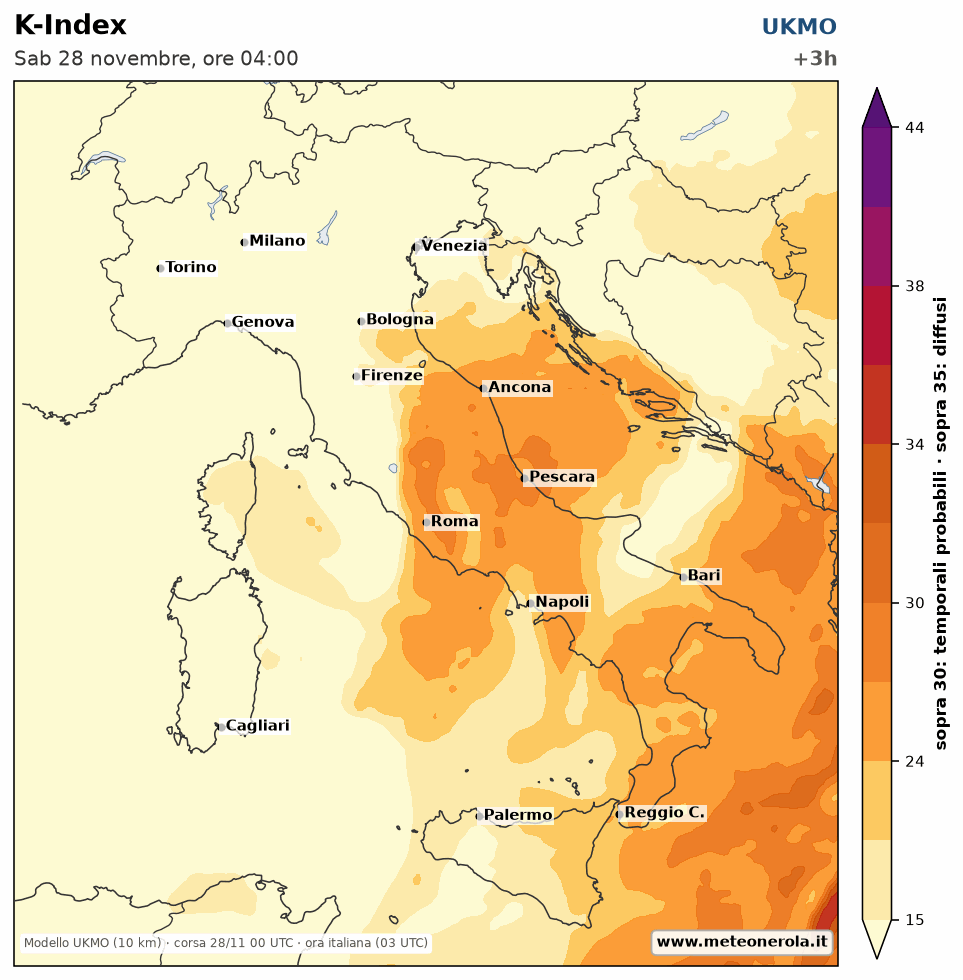 K-Index
UKMO
Sab 28 novembre, ore 04:00
+3h
44
Milano
Venezia
Torino
38
Bologna
Genova
Firenze
Ancona
34
Pescara
Roma
Bari
Napoli
30
sopra 30: temporali probabili · sopra 35: diffusi
Cagliari
24
Palermo
Reggio C.
15
Modello UKMO (10 km) · corsa 28/11 00 UTC · ora italiana (03 UTC)
www.meteonerola.it